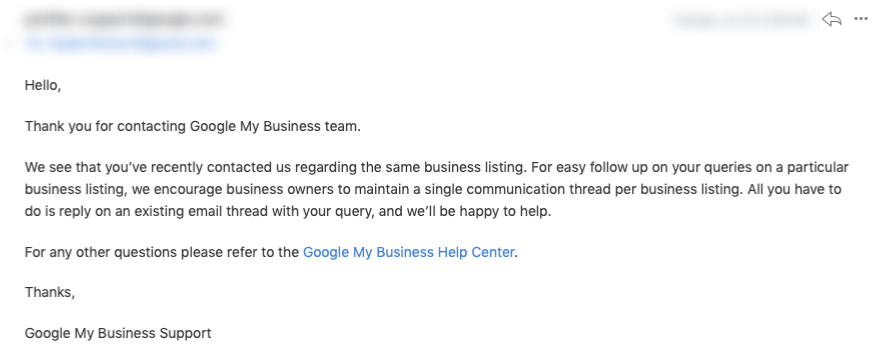 Hello,
Thank you for contacting Google My Business team.
We see that you’ve recently contacted us regarding the same business listing. For easy follow up on your queries on a particular
business listing, we encourage business owners to maintain a single communication thread per business listing. All you have to
do is reply on an existing email thread with your query, and we’ll be happy to help.
For any other questions please refer to the Google My Business Help Center.
Thanks,
Google My Business Support